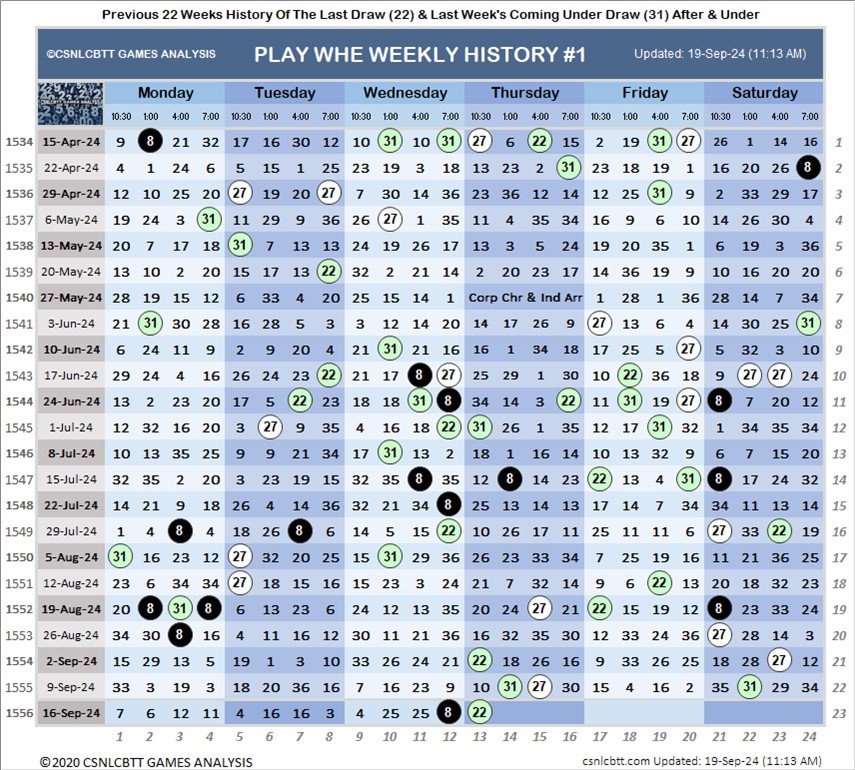 Previous 22 Weeks History Of The Last Draw (22) & Last Week's Coming Under Draw (31) After & Under
©CSNLCBTT GAMES ANALYSIS PLAY WHE WEEKLY HISTORY #1 Updated: 19-Sep-24 (11:13 AM)
CSNLCBTT GAMES ANALYSIS Monday Tuesday Wednesday Thursday Friday Saturday
10:30 1:00 4:00 7:00 10:30 1:00 4:00 7:00 10:30 1:00 4:00 7:00 10:30 1:00 4:00 7:00 10:30 1:00 4:00 7:00 10:30 1:00 4:00 7:00
1534 15-Apr-24 9 8 21 32 17 16 30 12 10 31 10 31 27 6 22 15 2 19 31 27 26 1 14 16 1
1535 22-Apr-24 4 1 24 6 5 15 1 25 23 19 3 18 13 23 2 31 23 18 19 1 16 20 26 8 2
1536 29-Apr-24 12 10 25 20 27 19 20 27 7 30 14 36 23 36 12 14 26 12 31 9 2 33 29 17 3
1537 6-May-24 19 24 3 31 11 29 9 36 26 27 1 35 11 4 35 34 16 9 6 10 14 26 30 4 4
1538 13-May-24 20 7 17 18 31 7 13 13 24 19 26 17 13 3 5 24 19 20 35 1 6 19 3 36 5
1539 20-May-24 13 10 2 20 15 17 13 22 32 2 21 14 2 20 23 17 14 36 19 9 10 16 20 20 6
1540 27-May-24 28 19 15 12 6 33 4 20 25 15 14 1 Corp Chr & Ind Arr 1 28 1 36 28 14 7 34 7
1541 3-Jun-24 21 31 30 28 16 28 5 3 3 12 14 20 14 17 26 9 27 13 6 4 14 30 25 31 8
1542 10-Jun-24 6 24 11 9 2 9 20 4 21 31 21 16 16 1 34 18 17 25 5 27 5 32 3 10 9
1543 17-Jun-24 29 24 4 16 26 24 23 22 21 17 8 27 25 29 1 30 10 22 36 18 9 22 27 24 10
1544 24-Jun-24 13 2 23 20 17 5 22 23 18 18 31 8 34 14 3 22 11 31 19 27 8 7 20 12 11
1545 1-Jul-24 12 32 16 20 3 27 9 35 4 16 18 22 31 26 1 14 27 12 31 32 1 34 35 34 12
1546 8-Jul-24 10 13 35 25 9 9 21 34 17 31 13 2 18 1 16 14 10 13 32 9 6 7 15 20 13
1547 15-Jul-24 32 35 2 20 3 23 19 15 32 35 8 35 14 8 14 23 22 13 20 31 8 17 24 32 14
1548 22-Jul-24 14 21 9 18 26 4 14 36 32 21 34 8 25 13 14 13 17 14 7 34 34 11 13 14 15
1549 29-Jul-24 1 4 8 4 18 26 8 6 14 5 15 22 10 26 17 11 25 11 11 6 27 33 22 19 16
1550 5-Aug-24 31 16 23 12 27 32 20 25 10 31 29 36 26 23 33 34 7 25 19 16 11 21 36 25 17
1551 12-Aug-24 23 6 34 34 27 18 15 16 15 23 3 24 21 7 32 14 9 6 22 13 20 18 32 23 18
1552 19-Aug-24 20 8 31 8 6 13 23 6 24 12 13 35 20 24 27 21 22 15 19 12 8 23 33 24 19
1553 26-Aug-24 34 30 8 16 4 11 16 12 30 11 21 36 16 32 35 30 12 33 24 36 27 28 14 3 20
1554 2-Sep-24 15 29 13 5 19 1 3 10 33 26 24 21 22 18 26 16 9 33 26 25 18 28 27 12 21
1555 9-Sep-24 33 3 19 3 18 20 36 16 7 16 23 9 10 31 27 30 15 4 16 2 35 31 29 34 22
1556 16-Sep-24 7 6 12 11 4 16 16 3 4 25 25 8 22 23
1 2 3 4 5 6 7 8 9 10 11 12 13 14 15 16 17 18 19 20 21 22 23 24
©2020 CSNLCBTT GAMES ANALYSIS csnlcbtt.com Updated: 19-Sep-24 (11:13 AM)